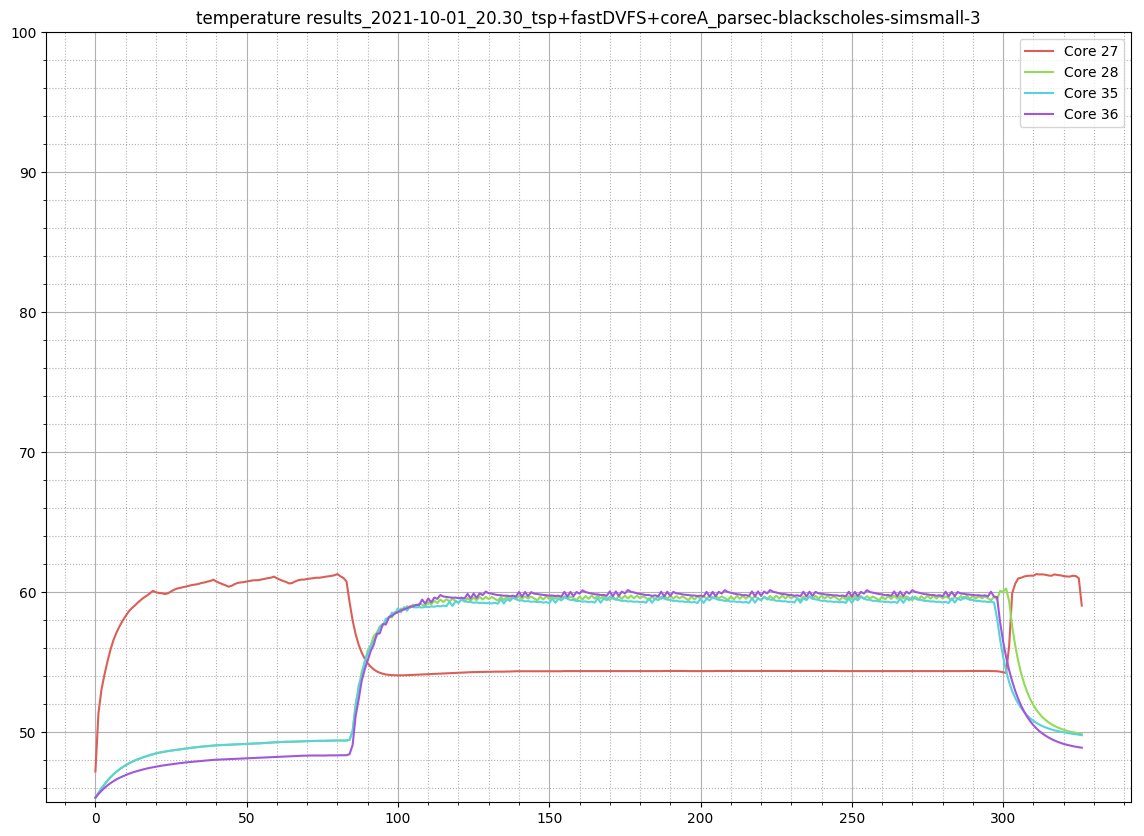 temperature results_2021-10-01_20.30_tsp+fastDVFS+coreA_parsec-blackscholes-simsmall-3
100
90
80
70
60
50
0 50 100 150 200 250 300
Core 27
Core 28
Core 35
Core 36